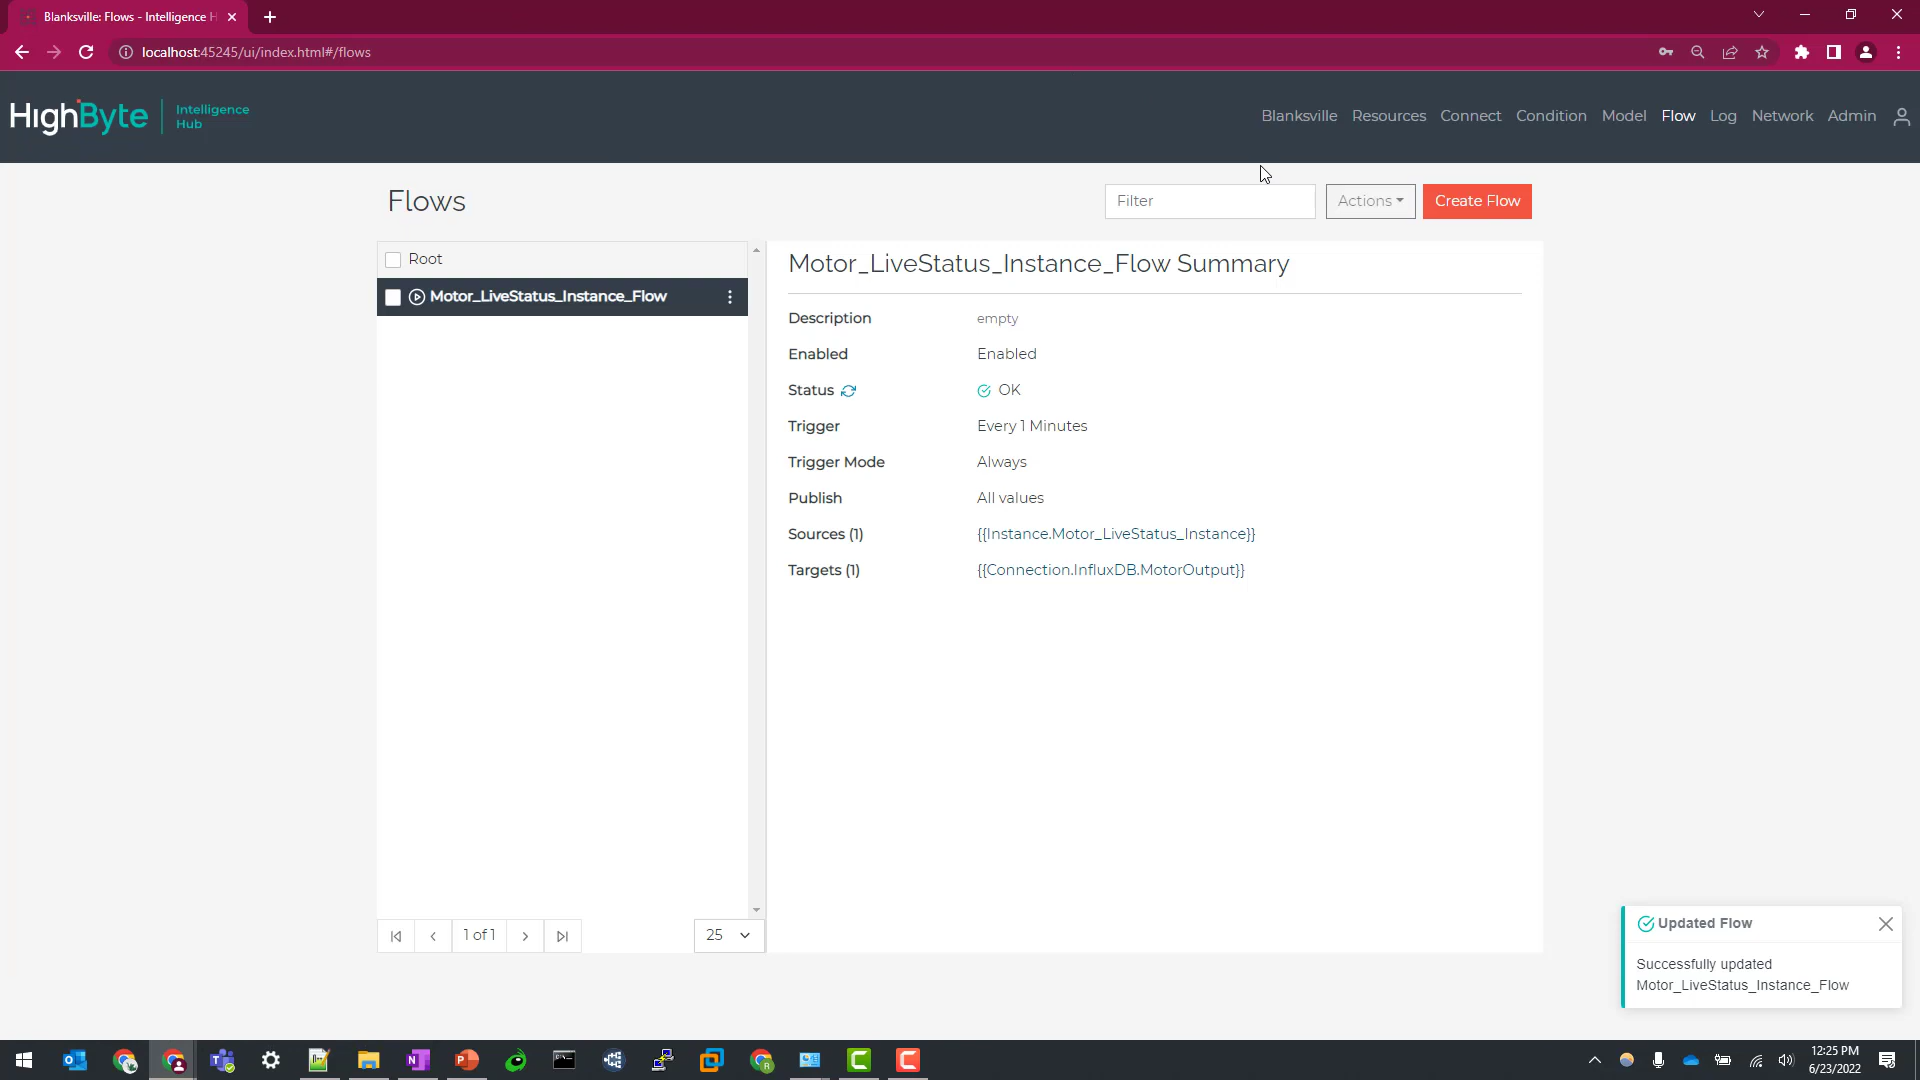 Blanksville: Flows - Intelligence H
localhost:45245/ui/index.html#/flows
HighByte Intelligence Hub
Blanksville Resources Connect Condition Model Flow Log Network Admin
Flows
Filter
Actions
Create Flow
Root
Motor_LiveStatus_Instance_Flow
Motor_LiveStatus_Instance_Flow Summary
Description empty
Enabled Enabled
Status OK
Trigger Every 1 Minutes
Trigger Mode Always
Publish All values
Sources (1) {{Instance.Motor_LiveStatus_Instance}}
Targets (1) {{Connection.InfluxDB.MotorOutput}}
1 of 1
25
Updated Flow
Successfully updated
Motor_LiveStatus_Instance_Flow
12:25 PM
6/23/2022